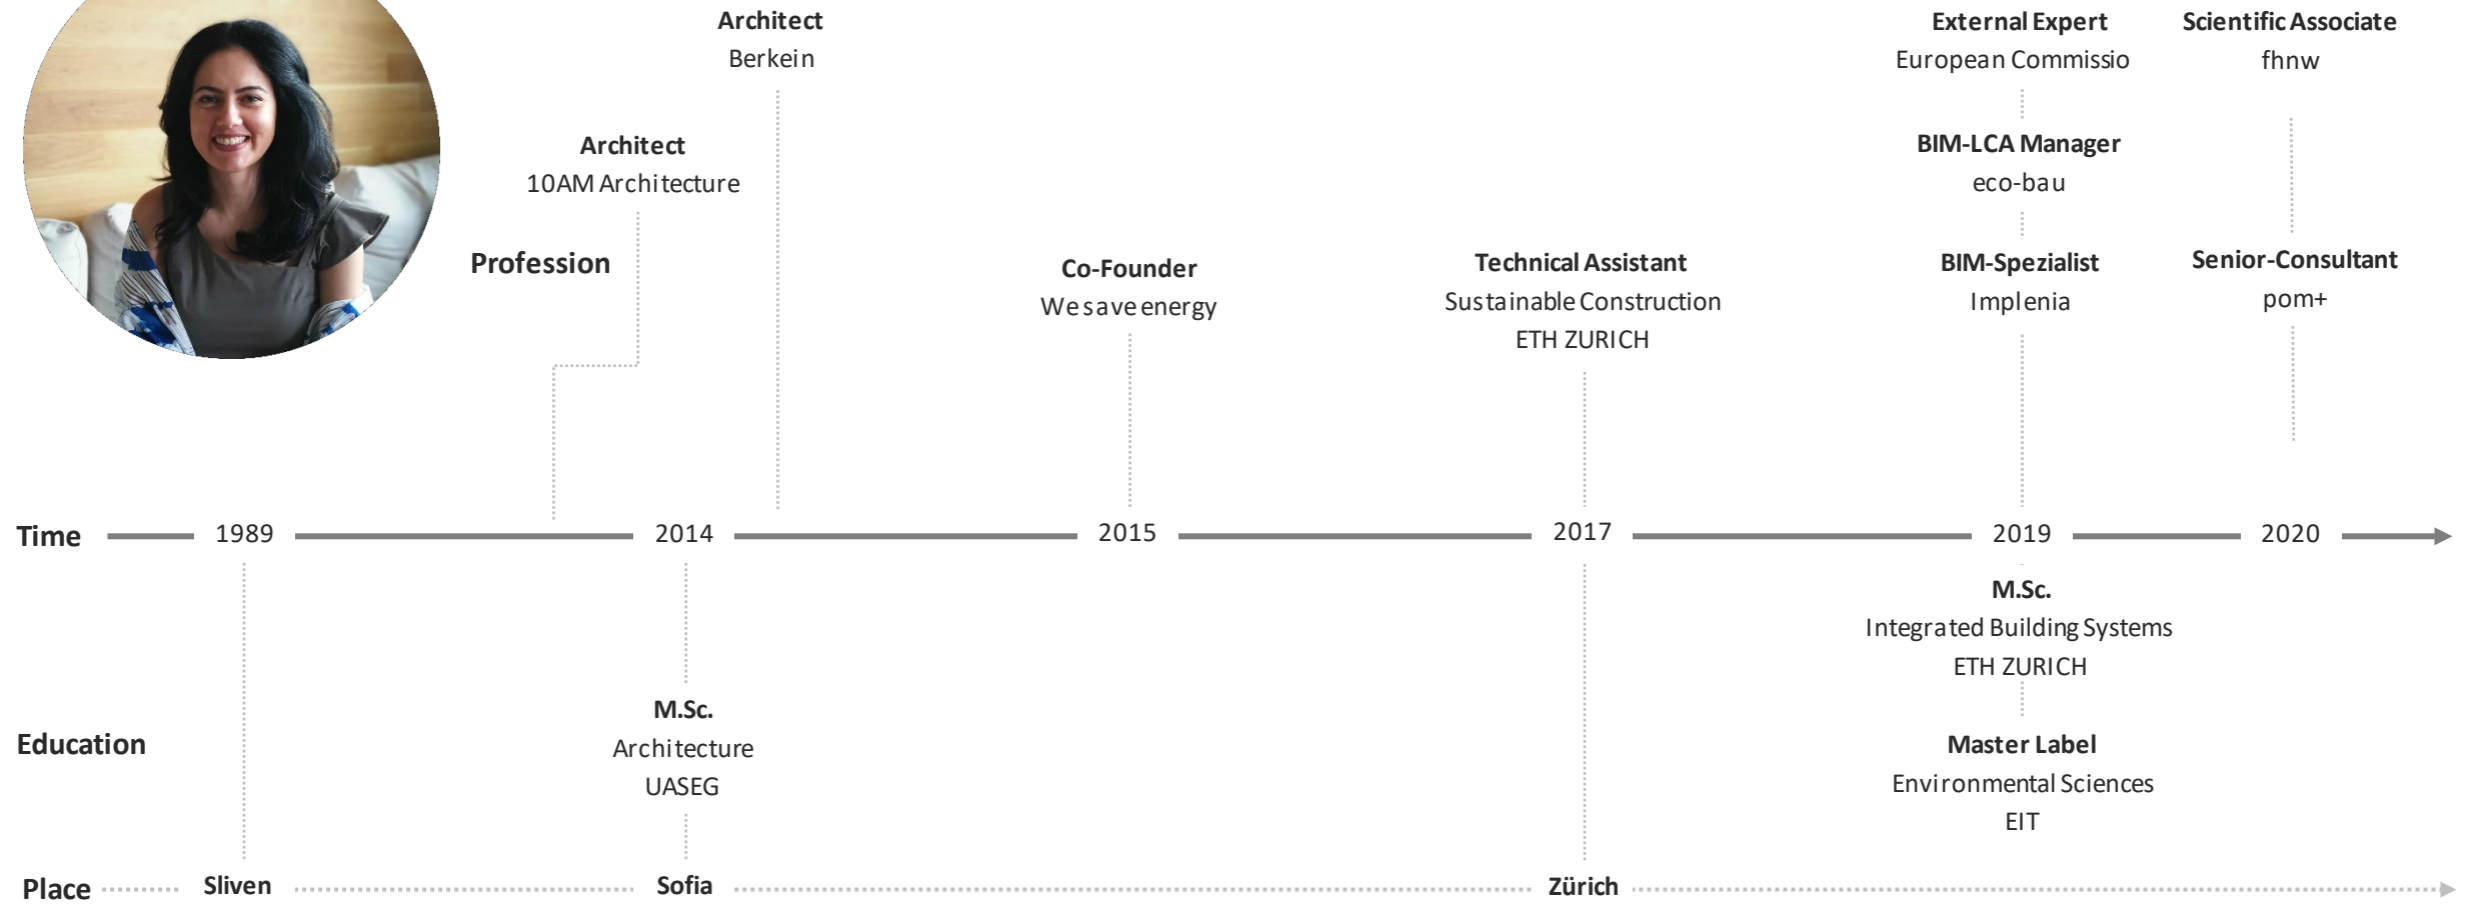 Architect
Berkein
External Expert
European Commissio
Scientific Associate
fhnw
Architect
10AM Architecture
BIM-LCA Manager
eco-bau
Profession
Co-Founder
We save energy
Technical Assistant
Sustainable Construction
ETH ZURICH
BIM-Spezialist
Implenia
Senior-Consultant
pom+
Time 1989 2014 2015 2017 2019 2020
M.Sc.
Integrated Building Systems
ETH ZURICH
Education
M.Sc.
Architecture
UASEG
Master Label
Environmental Sciences
EIT
Place Sliven Sofia Zürich